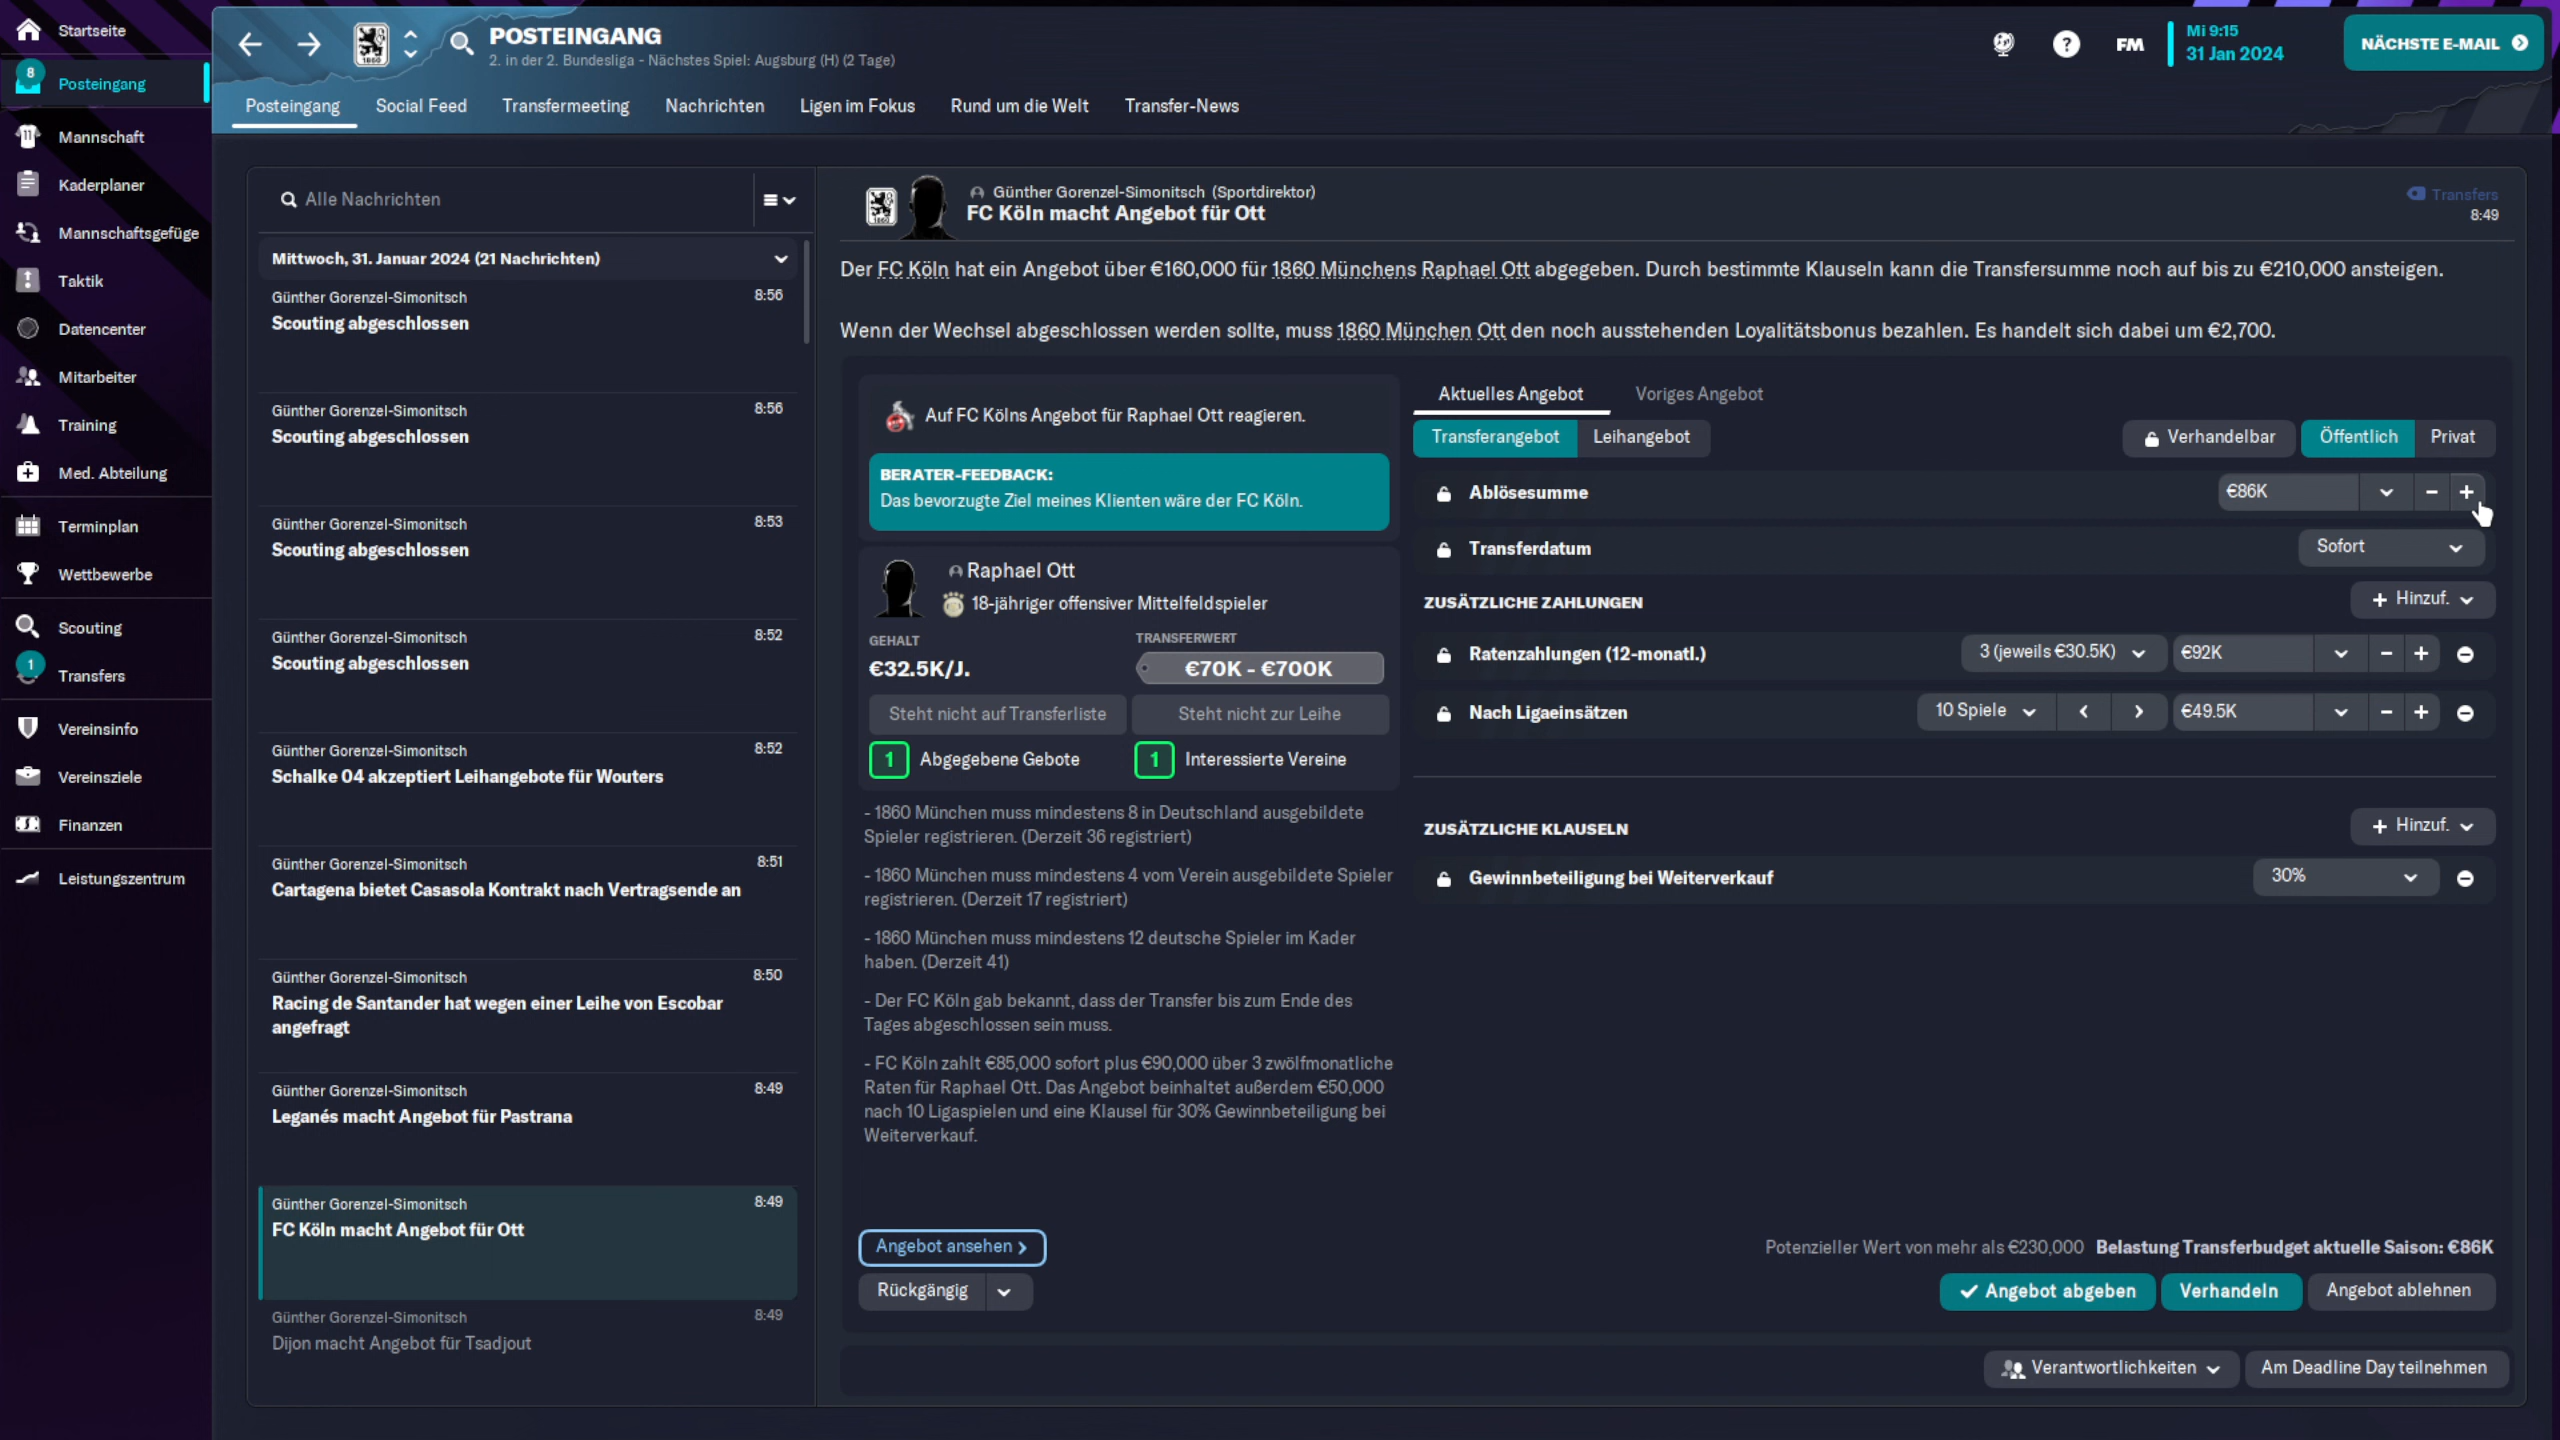 Startseite
8
Posteingang
Mannschaft
Kaderplaner
Mannschaftsgefüge
Taktik
Datencenter
Mitarbeiter
Training
Med. Abteilung
Terminplan
Wettbewerbe
Scouting
1
Transfers
Vereinsinfo
Vereinsziele
Finanzen
Leistungszentrum
POSTEINGANG
2. in der 2. Bundesliga - Nächstes Spiel: Augsburg (H) (2 Tage)
FM
Mi 9:15
31 Jan 2024
NÄCHSTE E-MAIL
Posteingang Social Feed Transfermeeting Nachrichten Ligen im Fokus Rund um die Welt Transfer-News
Alle Nachrichten
Mittwoch, 31. Januar 2024 (21 Nachrichten)
Günther Gorenzel-Simonitsch 8:56
Scouting abgeschlossen
Günther Gorenzel-Simonitsch 8:56
Scouting abgeschlossen
Günther Gorenzel-Simonitsch 8:53
Scouting abgeschlossen
Günther Gorenzel-Simonitsch 8:52
Scouting abgeschlossen
Günther Gorenzel-Simonitsch 8:52
Schalke 04 akzeptiert Leihangebote für Wouters
Günther Gorenzel-Simonitsch 8:51
Cartagena bietet Casasola Kontrakt nach Vertragsende an
Günther Gorenzel-Simonitsch 8:50
Racing de Santander hat wegen einer Leihe von Escobar
angefragt
Günther Gorenzel-Simonitsch 8:49
Leganés macht Angebot für Pastrana
Günther Gorenzel-Simonitsch 8:49
FC Köln macht Angebot für Ott
Günther Gorenzel-Simonitsch 8:49
Dijon macht Angebot für Tsadjout
Günther Gorenzel-Simonitsch (Sportdirektor)
FC Köln macht Angebot für Ott
Transfers
8:49
Der FC Köln hat ein Angebot über €160,000 für 1860 Münchens Raphael Ott abgegeben. Durch bestimmte Klauseln kann die Transfersumme noch auf bis zu €210,000 ansteigen.
Wenn der Wechsel abgeschlossen werden sollte, muss 1860 München Ott den noch ausstehenden Loyalitätsbonus bezahlen. Es handelt sich dabei um €2,700.
Auf FC Kölns Angebot für Raphael Ott reagieren.
BERATER-FEEDBACK:
Das bevorzugte Ziel meines Klienten wäre der FC Köln.
Raphael Ott
18-jähriger offensiver Mittelfeldspieler
GEHALT TRANSFERWERT
€32.5K/J. €70K - €700K
Steht nicht auf Transferliste Steht nicht zur Leihe
1 Abgegebene Gebote 1 Interessierte Vereine
- 1860 München muss mindestens 8 in Deutschland ausgebildete
Spieler registrieren. (Derzeit 36 registriert)
- 1860 München muss mindestens 4 vom Verein ausgebildete Spieler
registrieren. (Derzeit 17 registriert)
- 1860 München muss mindestens 12 deutsche Spieler im Kader
haben. (Derzeit 41)
- Der FC Köln gab bekannt, dass der Transfer bis zum Ende des
Tages abgeschlossen sein muss.
- FC Köln zahlt €85,000 sofort plus €90,000 über 3 zwölfmonatliche
Raten für Raphael Ott. Das Angebot beinhaltet außerdem €50,000
nach 10 Ligaspielen und eine Klausel für 30% Gewinnbeteiligung bei
Weiterverkauf.
Angebot ansehen
Rückgängig
Aktuelles Angebot Voriges Angebot
Transferangebot Leihangebot Verhandelbar Öffentlich Privat
Ablösesumme €86K
Transferdatum Sofort
ZUSÄTZLICHE ZAHLUNGEN Hinzuf.
Ratenzahlungen (12-monatl.) 3 (jeweils €30.5K) €92K
Nach Ligaeinsätzen 10 Spiele €49.5K
ZUSÄTZLICHE KLAUSELN Hinzuf.
Gewinnbeteiligung bei Weiterverkauf 30%
Potenzieller Wert von mehr als €230,000 Belastung Transferbudget aktuelle Saison: €86K
Angebot abgeben Verhandeln Angebot ablehnen
Verantwortlichkeiten Am Deadline Day teilnehmen